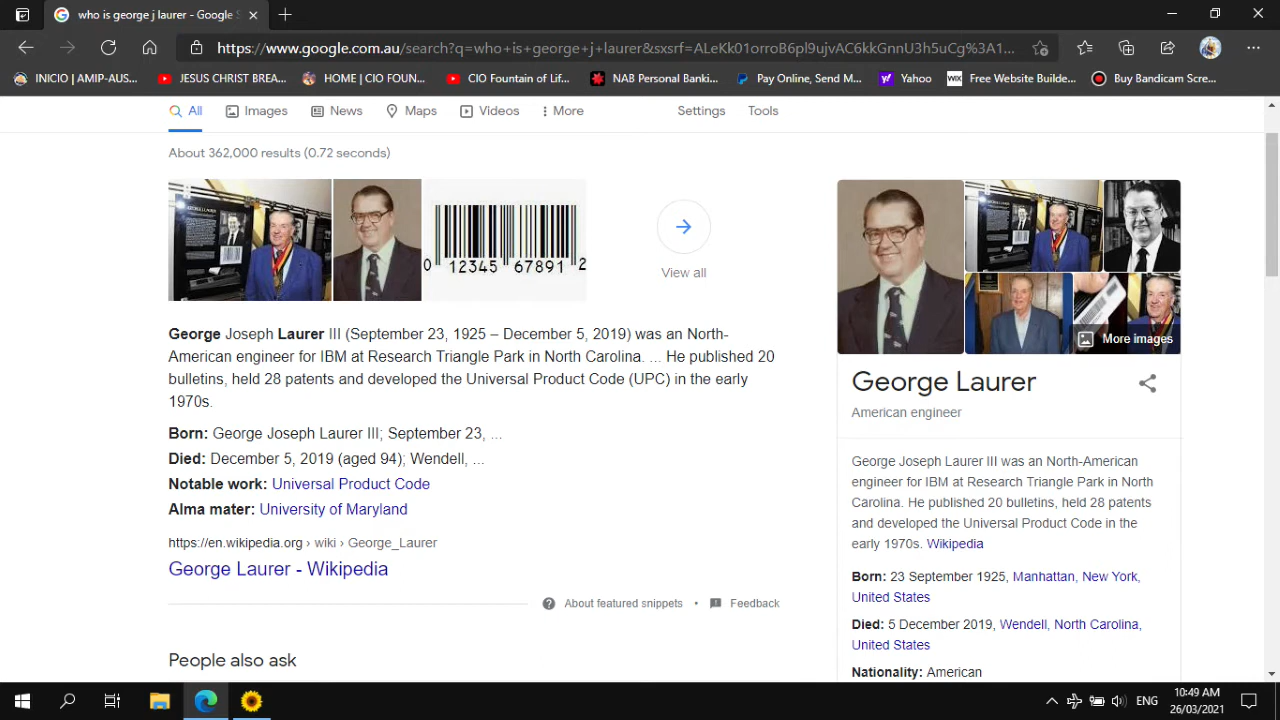 who is george j laurer - Google S
https://www.google.com.au/search?q=who+is+george+j+laurer&sxsrf=ALeKk01orroB6pl9ujvAC6kkGnnU3h5uCg%3A1...
INICIO | AMIP-AUS...
JESUS CHRIST BREA...
HOME | CIO FOUN...
CIO Fountain of Lif...
NAB Personal Banki...
Pay Online, Send M...
Yahoo
WIX Free Website Builde...
Buy Bandicam Scre...
All Images News Maps Videos More Settings Tools
About 362,000 results (0.72 seconds)
0 12345 67891 2
View all
George Joseph Laurer III (September 23, 1925 – December 5, 2019) was an North-
American engineer for IBM at Research Triangle Park in North Carolina. ... He published 20
bulletins, held 28 patents and developed the Universal Product Code (UPC) in the early
1970s.
Born: George Joseph Laurer III; September 23, ...
Died: December 5, 2019 (aged 94); Wendell, ...
Notable work: Universal Product Code
Alma mater: University of Maryland
https://en.wikipedia.org › wiki › George_Laurer
George Laurer - Wikipedia
About featured snippets • Feedback
People also ask
More images
George Laurer
American engineer
George Joseph Laurer III was an North-American
engineer for IBM at Research Triangle Park in North
Carolina. He published 20 bulletins, held 28 patents
and developed the Universal Product Code in the
early 1970s. Wikipedia
Born: 23 September 1925, Manhattan, New York,
United States
Died: 5 December 2019, Wendell, North Carolina,
United States
Nationality: American
ENG
10:49 AM
26/03/2021